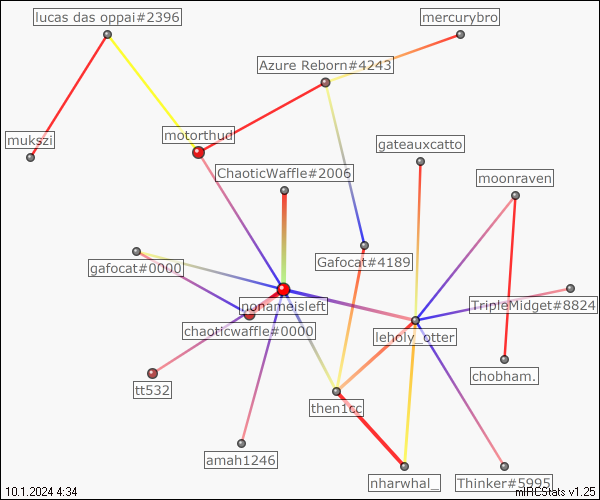 lucas das oppai#2396
mercurybro
Azure Reborn#4243
mukszi
motorthud
gateauxcatto
ChaoticWaffle#2006
moonraven
gafocat#0000
Gafocat#4189
nonameisleft
TripleMidget#8824
chaoticwaffle#0000
leholy_otter
tt532
chobham.
then1cc
amah1246
nharwhal_
Thinker#5995
10.1.2024 4:34
mIRCStats v1.25